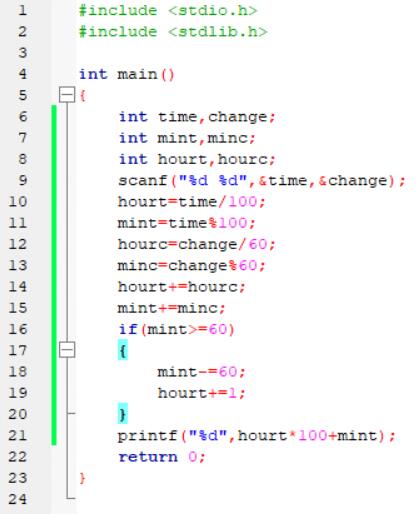 1 #include <stdio.h>
2 #include <stdlib.h>
3
4 int main()
5 {
6 int time,change;
7 int mint,minc;
8 int hourt,hourc;
9 scanf("%d %d",&time,&change);
10 hourt=time/100;
11 mint=time%100;
12 hourc=change/60;
13 minc=change%60;
14 hourt+=hourc;
15 mint+=minc;
16 if(mint>=60)
17 {
18 mint-=60;
19 hourt+=1;
20 }
21 printf("%d",hourt*100+mint);
22 return 0;
23 }
24